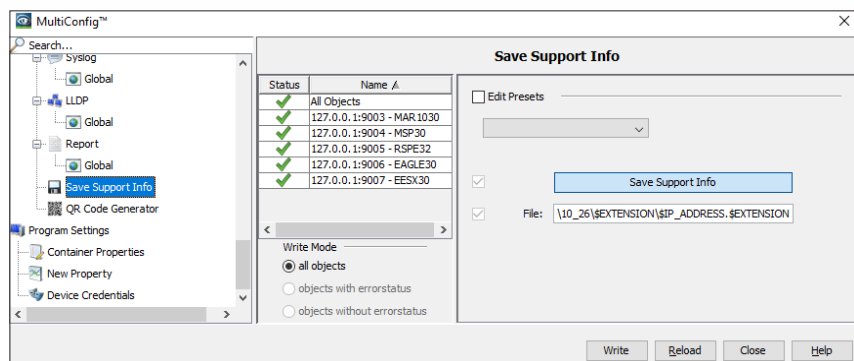 MultiConfig™
Search...
Syslog
Global
LLDP
Global
Report
Global
Save Support Info
QR Code Generator
Program Settings
Container Properties
New Property
Device Credentials
Save Support Info
Status Name
All Objects
127.0.0.1:9003 - MAR1030
127.0.0.1:9004 - MSP30
127.0.0.1:9005 - RSPE32
127.0.0.1:9006 - EAGLE30
127.0.0.1:9007 - EESX30
Write Mode
all objects
objects with errorstatus
objects without errorstatus
Edit Presets
Save Support Info
File: \10_26\$EXTENSION\$IP_ADDRESS.$EXTENSION
Write Reload Close Help